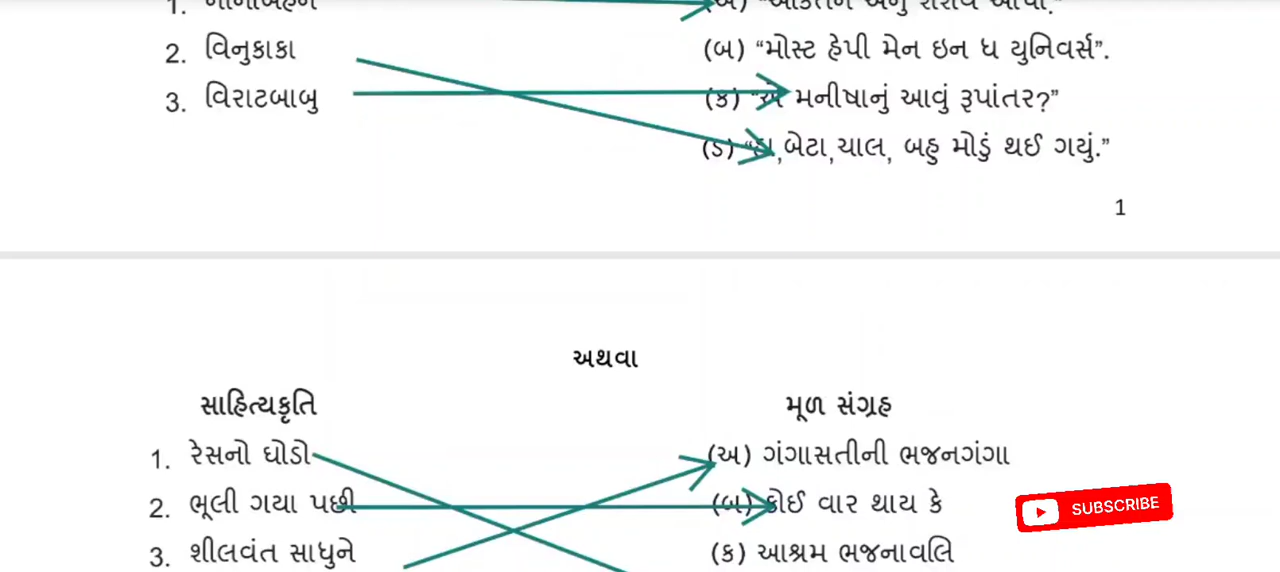 2. વિનુકાકા (બ) “મોસ્ટ હેપી મેન ઇન ધ યુનિવર્સ”.
3. વિરાટબાબુ (ક) મનીષાનું આવું રૂપાંતર?”
(ડ) ,બેટા,ચાલ, બહુ મોડું થઈ ગયું.”
1
અથવા
સાહિત્યકૃતિ મૂળ સંગ્રહ
1. રેસનો ઘોડો (અ) ગંગાસતીની ભજનગંગા
2. ભૂલી ગયા પછી (બ) કોઈ વાર થાય કે
SUBSCRIBE
3. શીલવંત સાધુને (ક) આશ્રમ ભજનાવલિ